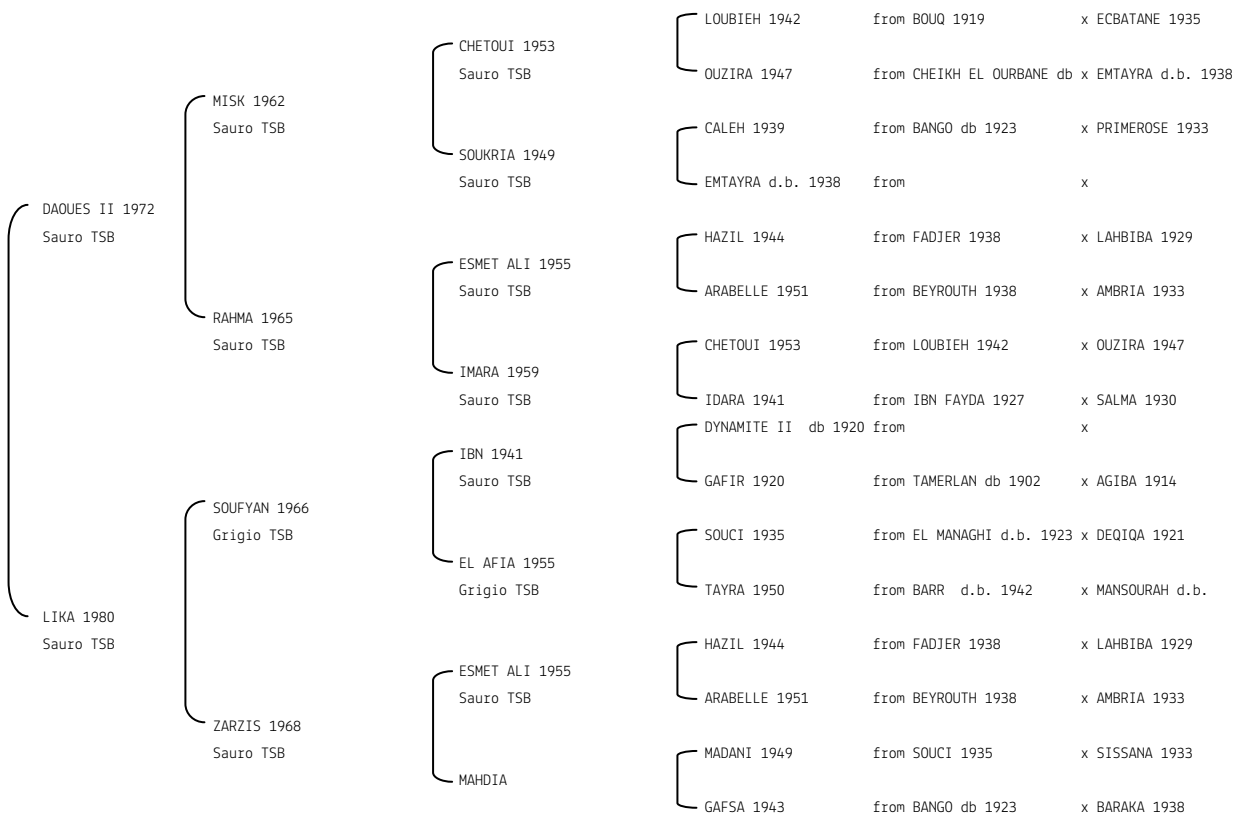 LOUBIEH 1942 from BOUQ 1919 x ECBATANE 1935
CHETOUI 1953
Sauro TSB OUZIRA 1947 from CHEIKH EL OURBANE db x EMTAYRA d.b. 1938
MISK 1962
Sauro TSB CALEH 1939 from BANGO db 1923 x PRIMEROSE 1933
SOUKRIA 1949
Sauro TSB EMTAYRA d.b. 1938 from x
DAOUES II 1972
Sauro TSB HAZIL 1944 from FADJER 1938 x LAHBIBA 1929
ESMET ALI 1955
Sauro TSB ARABELLE 1951 from BEYROUTH 1938 x AMBRIA 1933
RAHMA 1965
Sauro TSB CHETOUI 1953 from LOUBIEH 1942 x OUZIRA 1947
IMARA 1959
Sauro TSB IDARA 1941 from IBN FAYDA 1927 x SALMA 1930
DYNAMITE II db 1920 from x
IBN 1941
Sauro TSB GAFIR 1920 from TAMERLAN db 1902 x AGIBA 1914
SOUFYAN 1966
Grigio TSB SOUCI 1935 from EL MANAGHI d.b. 1923 x DEQIQA 1921
EL AFIA 1955
Grigio TSB TAYRA 1950 from BARR d.b. 1942 x MANSOURAH d.b.
LIKA 1980
Sauro TSB HAZIL 1944 from FADJER 1938 x LAHBIBA 1929
ESMET ALI 1955
Sauro TSB ARABELLE 1951 from BEYROUTH 1938 x AMBRIA 1933
ZARZIS 1968
Sauro TSB MADANI 1949 from SOUCI 1935 x SISSANA 1933
MAHDIA
GAFSA 1943 from BANGO db 1923 x BARAKA 1938